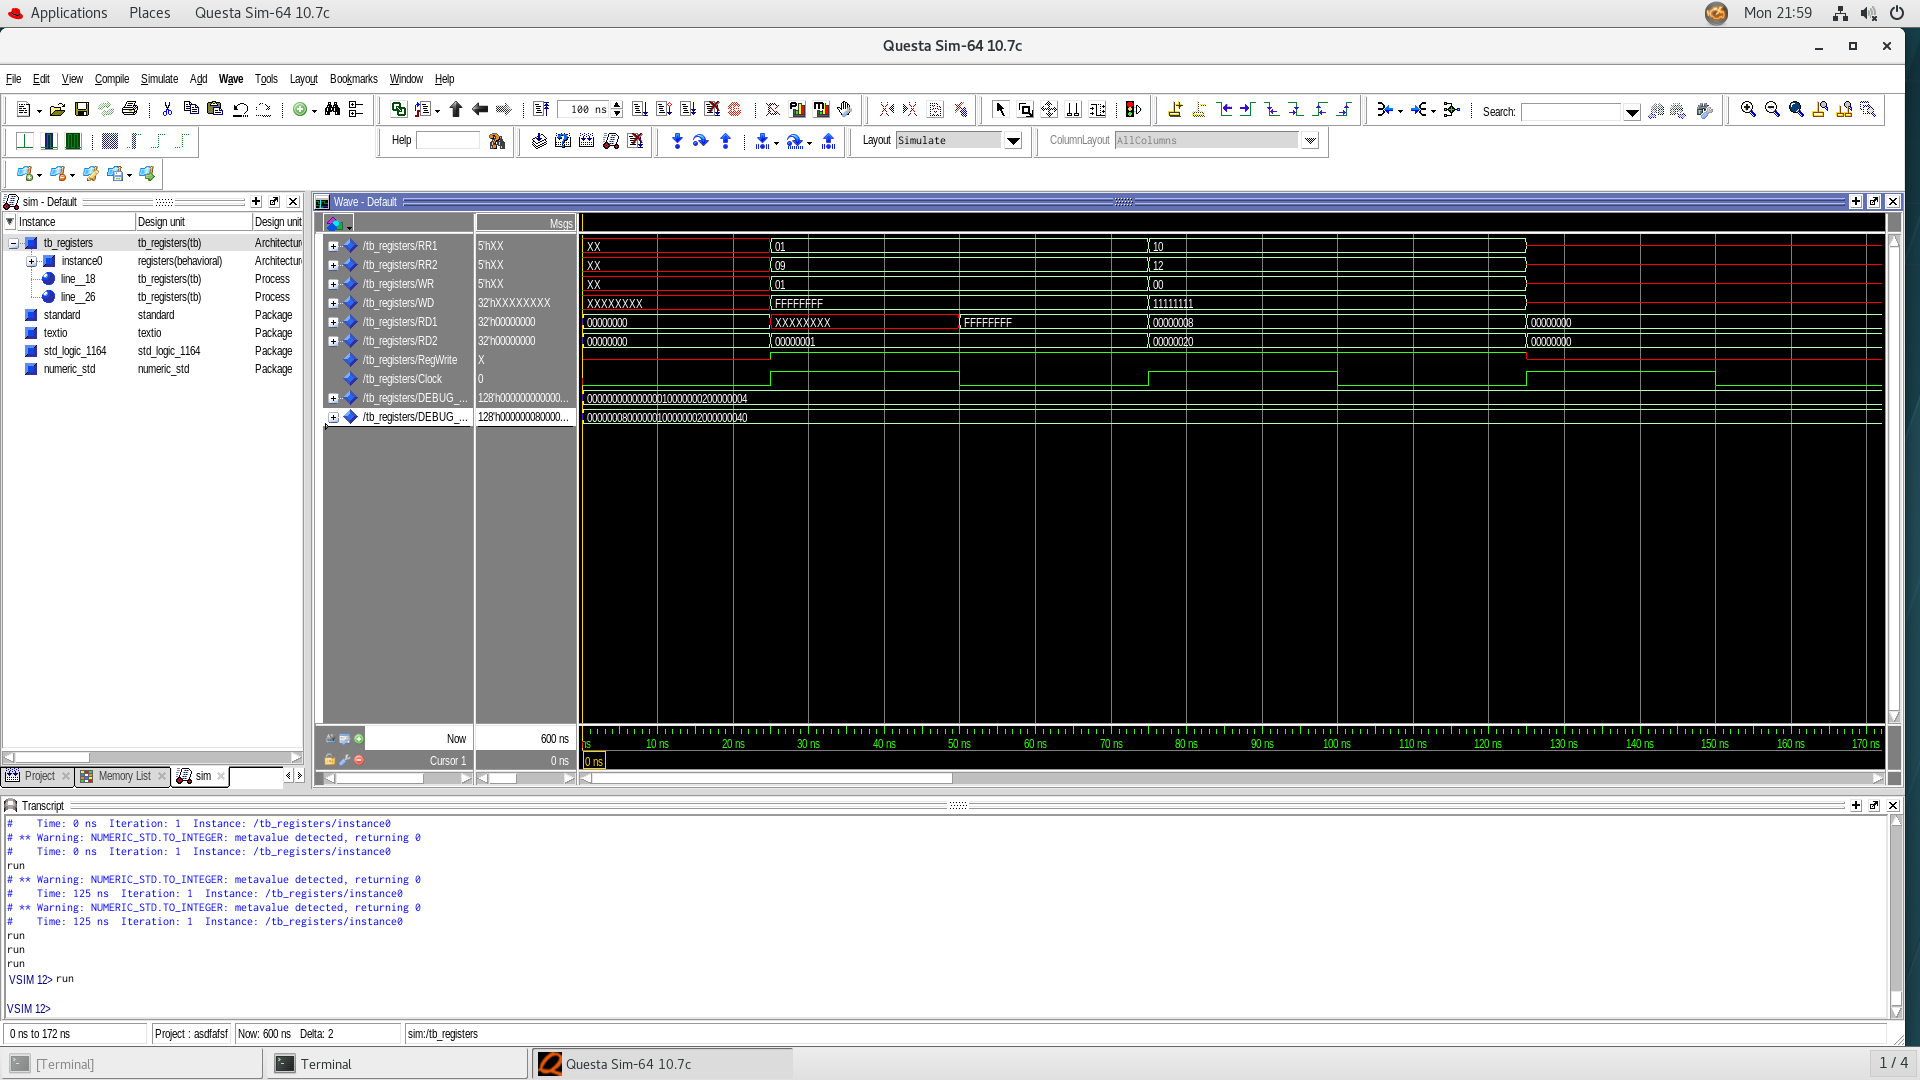 Applications Places Questa Sim-64 10.7c Mon 21:59
Questa Sim-64 10.7c
File Edit View Compile Simulate Add Wave Tools Layout Bookmarks Window Help
100 ns Search:
Help Layout Simulate ColumnLayout AllColumns
sim - Default
Instance Design unit Design unit
tb_registers tb_registers(tb) Architectur
instance0 registers(behavioral) Architectur
line__18 tb_registers(tb) Process
line__26 tb_registers(tb) Process
standard standard Package
textio textio Package
std_logic_1164 std_logic_1164 Package
numeric_std numeric_std Package
Project Memory List sim
Wave - Default
Msgs
/tb_registers/RR1 5'hXX XX 01 10
/tb_registers/RR2 5'hXX XX 09 12
/tb_registers/WR 5'hXX XX 01 00
/tb_registers/WD 32'hXXXXXXXX XXXXXXXX FFFFFFFF 11111111
/tb_registers/RD1 32'h00000000 00000000 XXXXXXXX FFFFFFFF 00000008 00000000
/tb_registers/RD2 32'h00000000 00000000 00000001 00000020 00000000
/tb_registers/RegWrite X
/tb_registers/Clock 0
/tb_registers/DEBUG_... 128'h000000000000... 00000000000000010000000200000004
/tb_registers/DEBUG_... 128'h000000080000... 00000008000000100000002000000040
Now 600 ns
ns 10 ns 20 ns 30 ns 40 ns 50 ns 60 ns 70 ns 80 ns 90 ns 100 ns 110 ns 120 ns 130 ns 140 ns 150 ns 160 ns 170 ns
Cursor 1 0 ns 0 ns
Transcript
# Time: 0 ns Iteration: 1 Instance: /tb_registers/instance0
# ** Warning: NUMERIC_STD.TO_INTEGER: metavalue detected, returning 0
# Time: 0 ns Iteration: 1 Instance: /tb_registers/instance0
run
# ** Warning: NUMERIC_STD.TO_INTEGER: metavalue detected, returning 0
# Time: 125 ns Iteration: 1 Instance: /tb_registers/instance0
# ** Warning: NUMERIC_STD.TO_INTEGER: metavalue detected, returning 0
# Time: 125 ns Iteration: 1 Instance: /tb_registers/instance0
run
run
run
VSIM 12> run
VSIM 12>
0 ns to 172 ns Project : asdfafsf Now: 600 ns Delta: 2 sim:/tb_registers
[Terminal] Terminal Questa Sim-64 10.7c 1 / 4